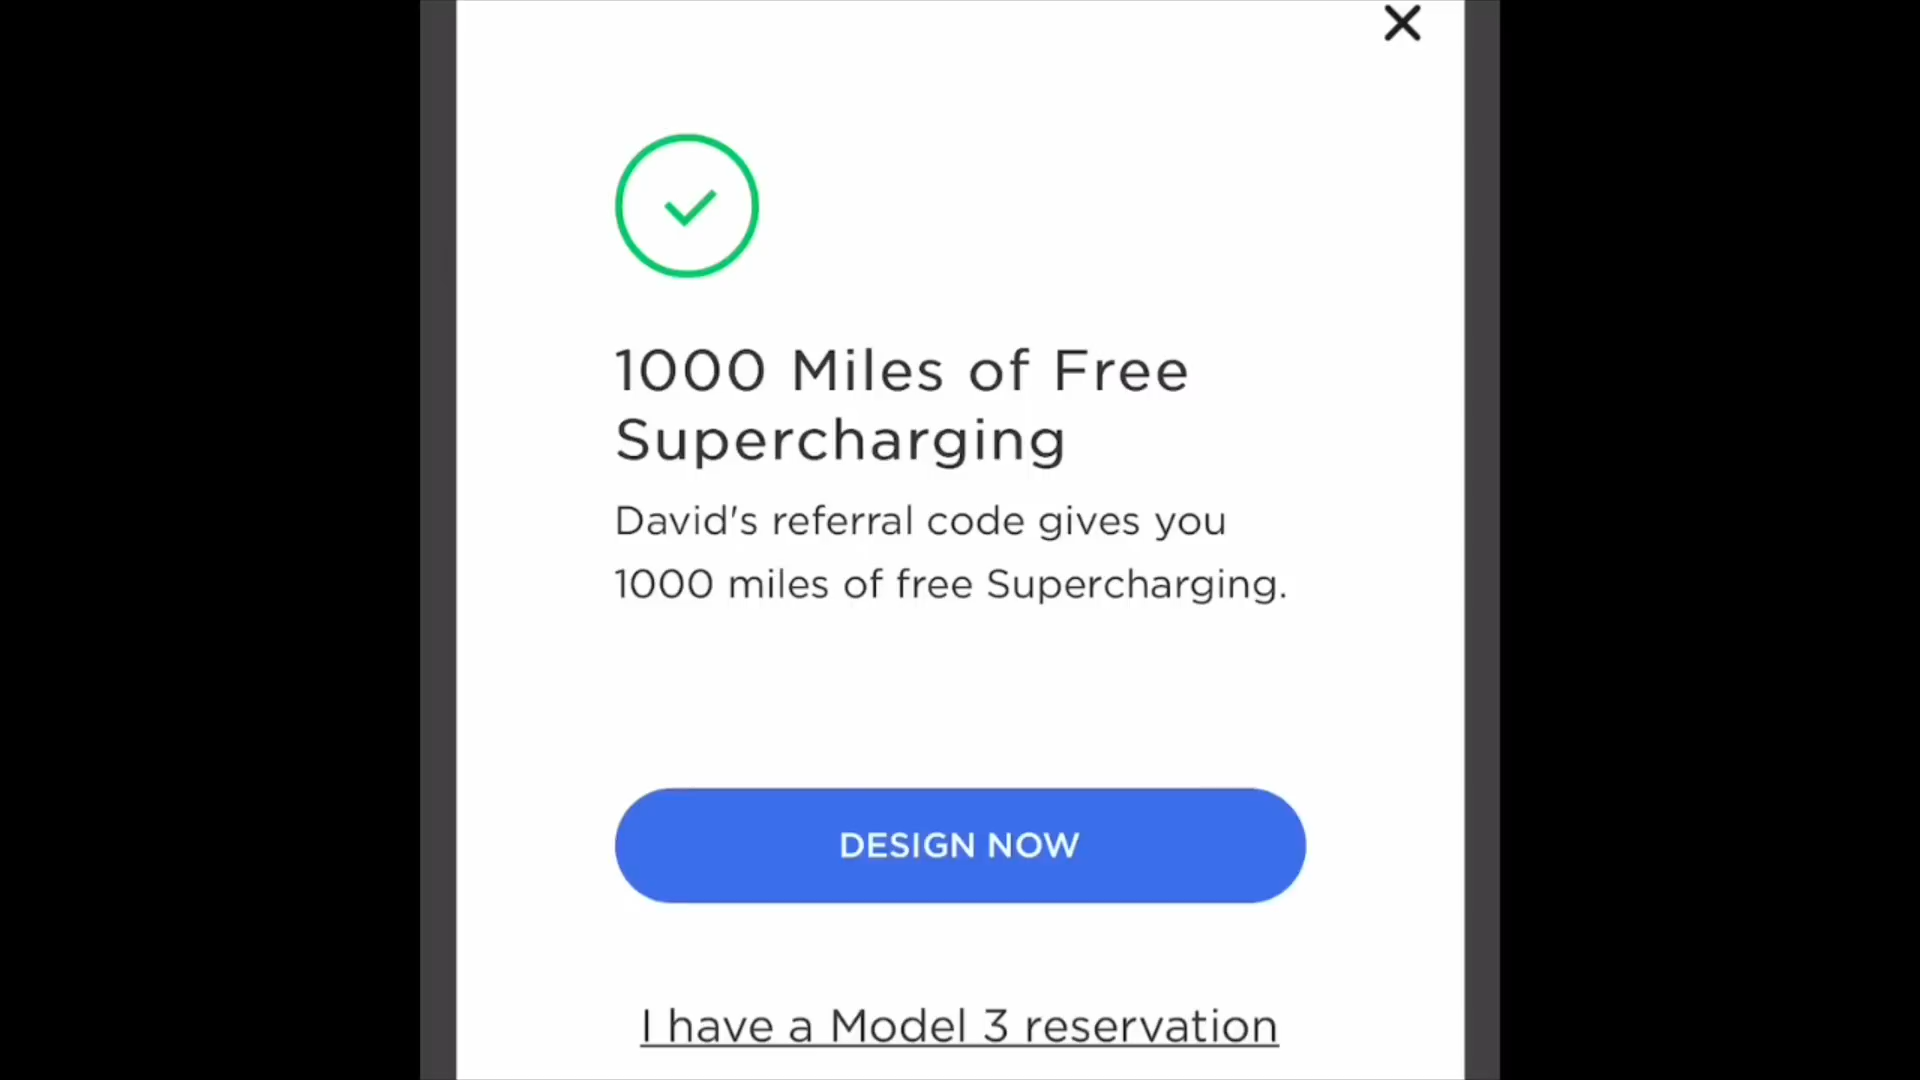 1000 Miles of Free
Supercharging
David's referral code gives you
1000 miles of free Supercharging.
DESIGN NOW
I have a Model 3 reservation